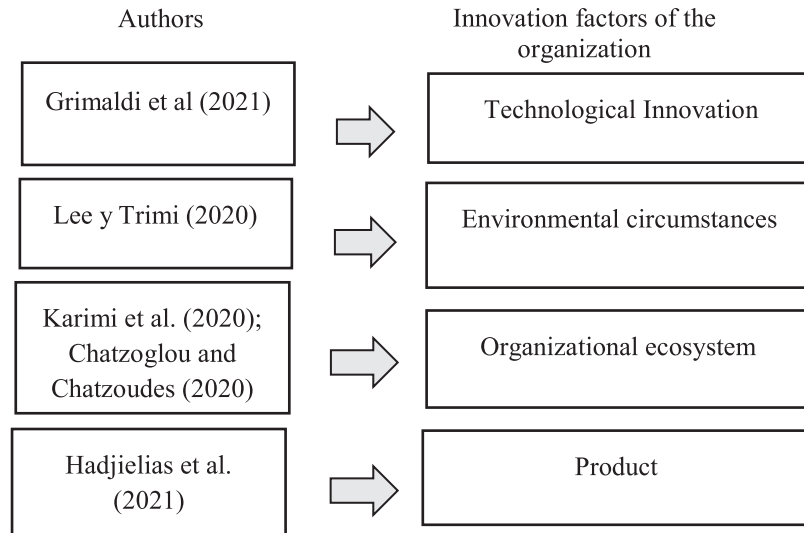 Authors
Innovation factors of the
organization
Grimaldi et al (2021)
Technological Innovation
Lee y Trimi (2020)
Environmental circumstances
Karimi et al. (2020);
Chatzoglou and
Chatzoudes (2020)
Organizational ecosystem
Hadjielias et al.
(2021)
Product